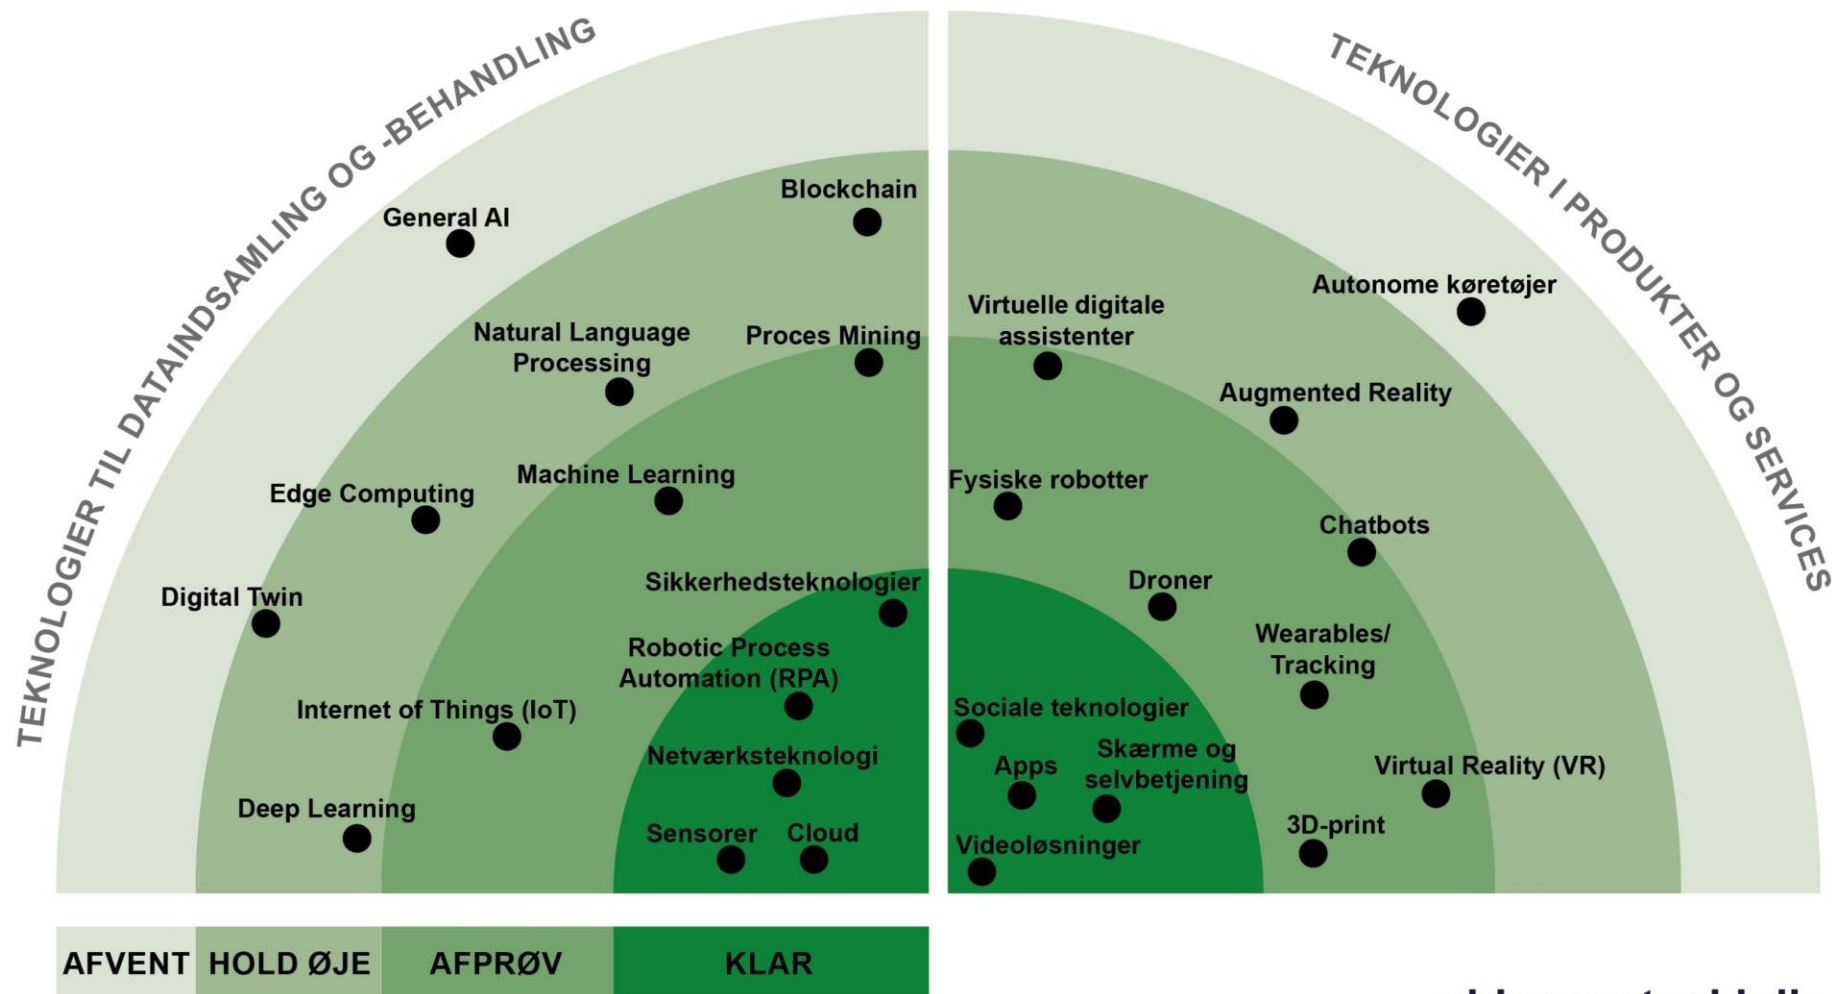 TEKNOLOGIER TIL DATAINDSAMLING OG -BEHANDLING
TEKNOLOGIER I PRODUKTER OG SERVICES
General AI
Blockchain
Natural Language
Processing
Proces Mining
Edge Computing
Machine Learning
Digital Twin
Sikkerhedsteknologier
Robotic Process
Automation (RPA)
Internet of Things (IoT)
Netværksteknologi
Deep Learning
Sensorer
Cloud
Autonome køretøjer
Virtuelle digitale
assistenter
Augmented Reality
Fysiske robotter
Chatbots
Droner
Wearables/
Tracking
Sociale teknologier
Skærme og
selvbetjening
Apps
Virtual Reality (VR)
3D-print
Videoløsninger
AFVENT
HOLD ØJE
AFPRØV
KLAR